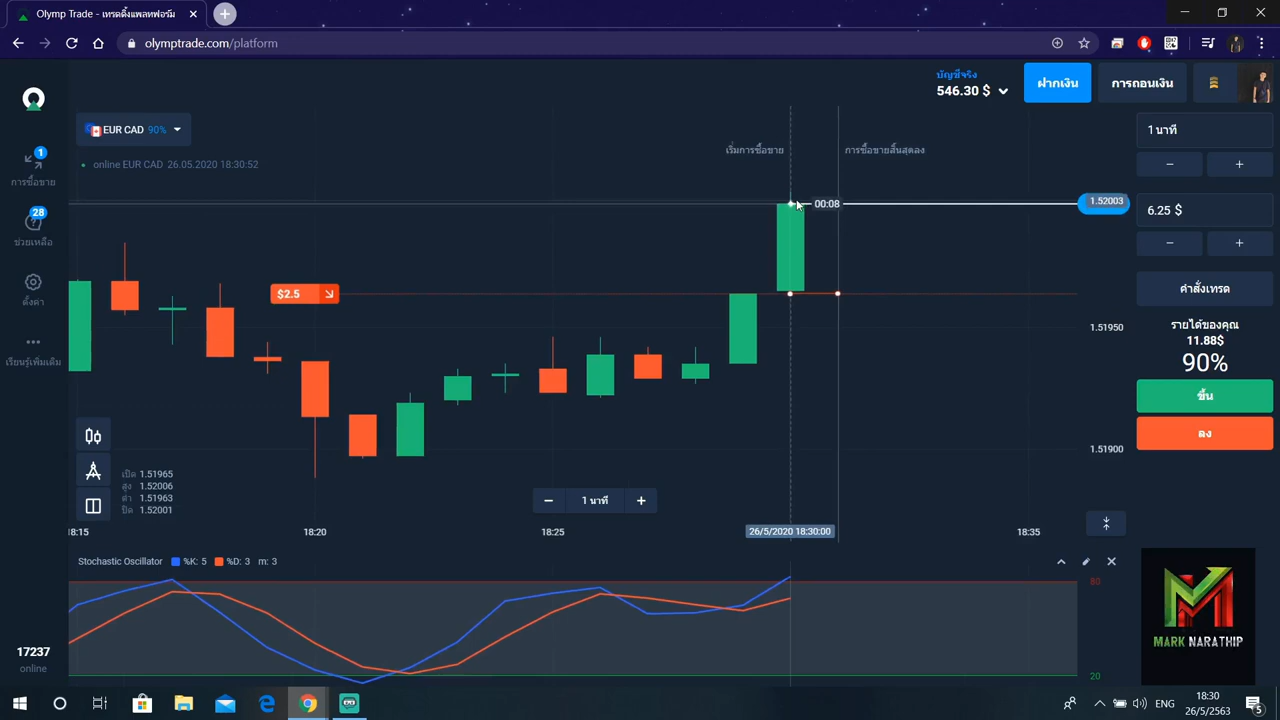 Olymp Trade - เทรดดิ้งแพลทฟอร์ม
olymptrade.com/platform
บัญชีจริง
546.30 $
ฝากเงิน
การถอนเงิน
EUR CAD 90%
online EUR CAD 26.05.2020 18:30:52
1
การซื้อขาย
28
ช่วยเหลือ
ตั้งค่า
เรียนรู้เพิ่มเติม
17237
online
เริ่มการซื้อขาย
การซื้อขายสิ้นสุดลง
00:08
1.52003
$2.5
1.51950
1.51900
เปิด 1.51965
สูง 1.52006
ต่ำ 1.51963
ปิด 1.52001
1 นาที
18:15
18:20
18:25
26/5/2020 18:30:00
18:35
Stochastic Oscillator %K: 5 %D: 3 m: 3
80
20
1 นาที
6.25 $
คำสั่งเทรด
รายได้ของคุณ
11.88$
90%
ขึ้น
ลง
MARK NARATHIP
ENG
18:30
26/5/2563
5